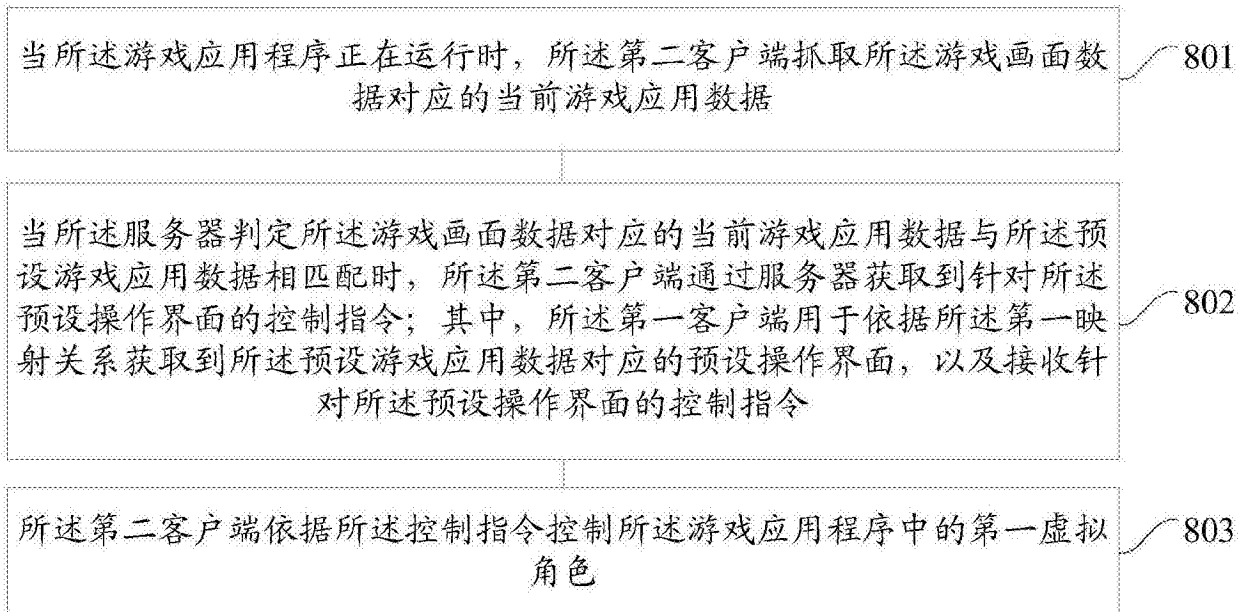 当所述游戏应用程序正在运行时，所述第二客户端抓取所述游戏画面数
据对应的当前游戏应用数据
801
当所述服务器判定所述游戏画面数据对应的当前游戏应用数据与所述预
设游戏应用数据相匹配时，所述第二客户端通过服务器获取到针对所述
预设操作界面的控制指令；其中，所述第一客户端用于依据所述第一映
射关系获取到所述预设游戏应用数据对应的预设操作界面，以及接收针
对所述预设操作界面的控制指令
802
所述第二客户端依据所述控制指令控制所述游戏应用程序中的第一虚拟
角色
803